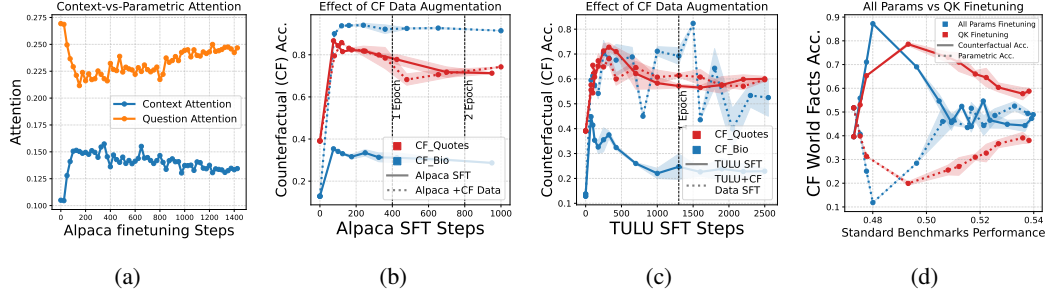 Context-vs-Parametric Attention
0.275
0.250
0.225
0.200
0.175
0.150
0.125
0.100
Attention
Context Attention
Question Attention
0 200 400 600 800 1000 1200 1400
Alpaca finetuning Steps
(a)
Effect of CF Data Augmentation
Counterfactual (CF) Acc.
0.8
0.6
0.4
0.2
1 Epoch
2 Epoch
CF_Quotes
CF_Bio
Alpaca SFT
Alpaca +CF Data
0 200 400 600 800 1000
Alpaca SFT Steps
(b)
Effect of CF Data Augmentation
Counterfactual (CF) Acc.
0.8
0.7
0.6
0.5
0.4
0.3
0.2
0.1
1 Epoch
CF_Quotes
CF_Bio
TULU SFT
TULU+CF
Data SFT
0 500 1000 1500 2000 2500
TULU SFT Steps
(c)
All Params vs QK Finetuning
CF World Facts Acc.
0.9
0.8
0.7
0.6
0.5
0.4
0.3
0.2
0.1
All Params Finetuning
QK Finetuning
Counterfactual Acc.
Parametric Acc.
0.48 0.50 0.52 0.54
Standard Benchmarks Performance
(d)